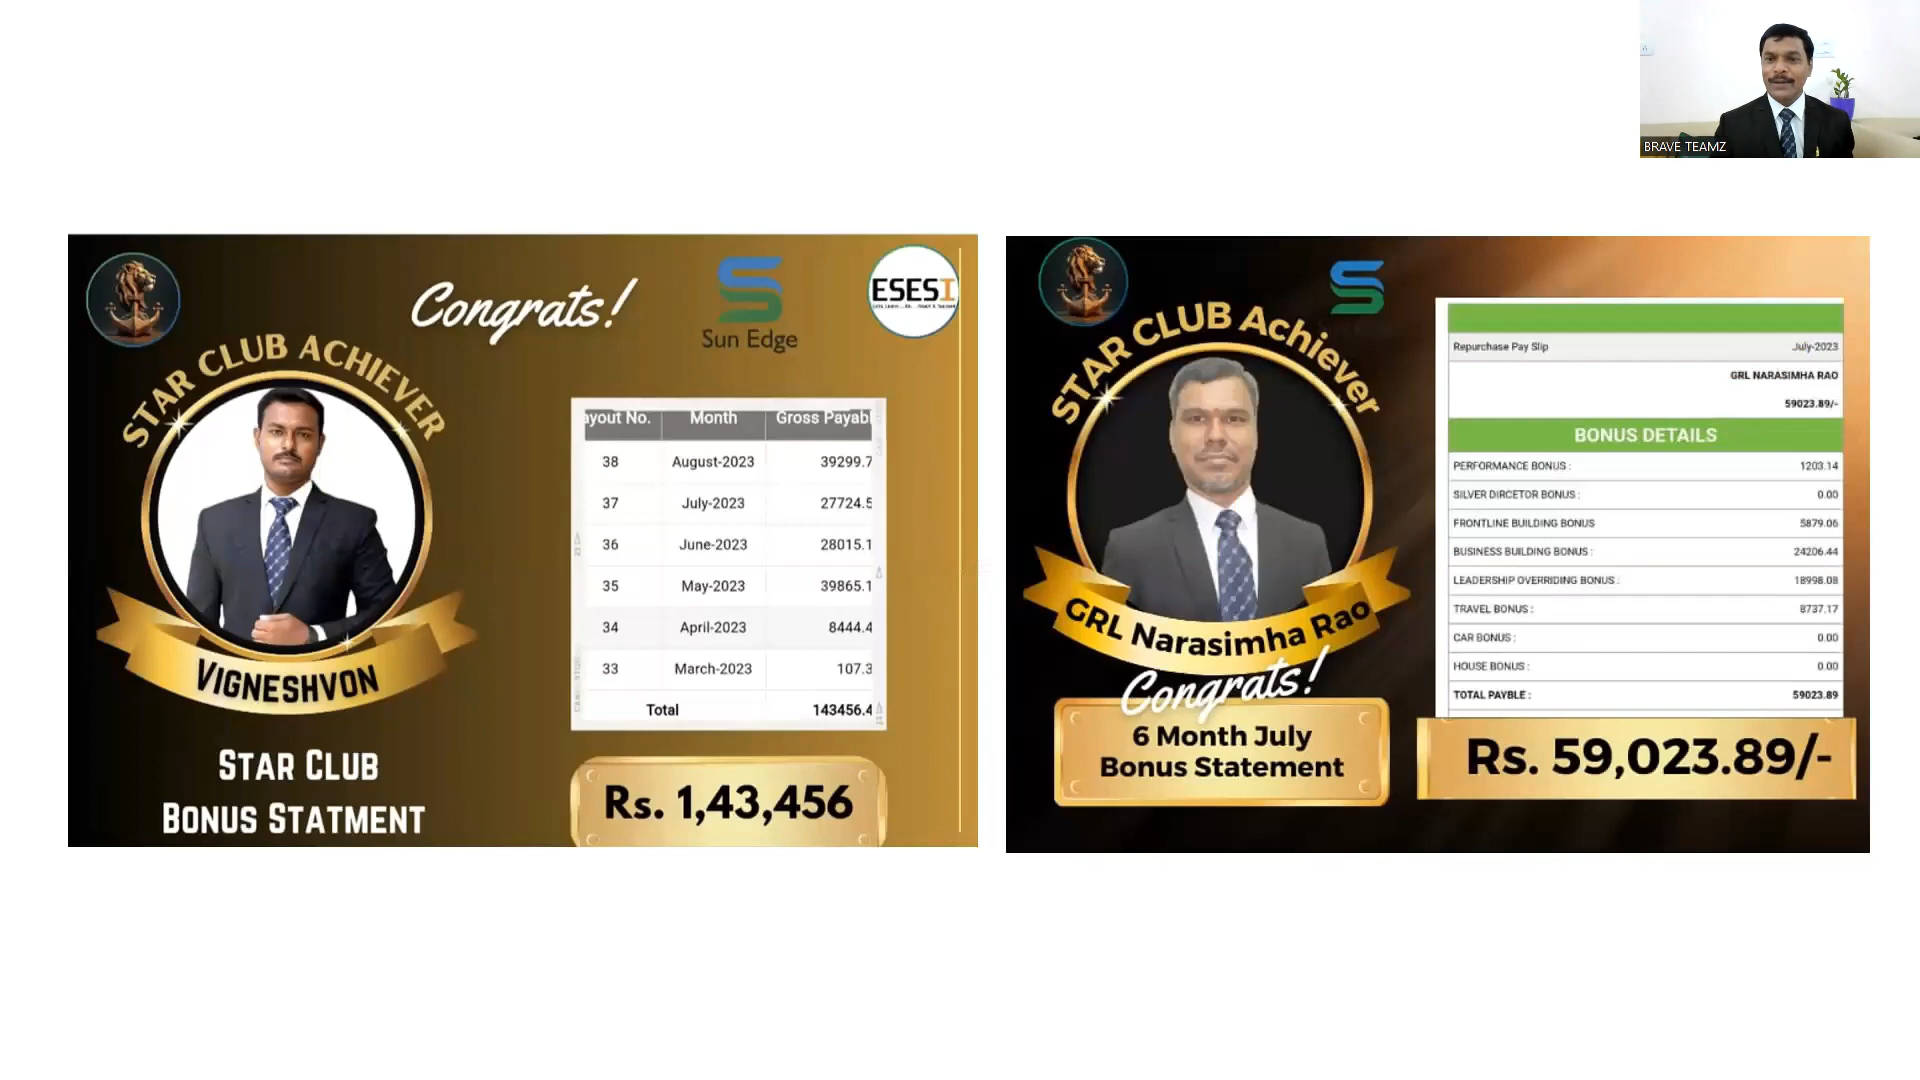 BRAVE TEAMZ
Congrats!
Sun Edge
ESESI
STAR CLUB ACHIEVER
VIGNESHVON
STAR CLUB
BONUS STATMENT
ayout No. Month Gross Payabl
38 August-2023 39299.7
37 July-2023 27724.5
36 June-2023 28015.1
35 May-2023 39865.1
34 April-2023 8444.4
33 March-2023 107.3
Total 143456.4
Rs. 1,43,456
STAR CLUB Achiever
GRL Narasimha Rao
Congrats!
6 Month July
Bonus Statement
Repurchase Pay Slip July-2023
GRL NARASIMHA RAO
59023.89/-
BONUS DETAILS
PERFORMANCE BONUS : 1203.14
SILVER DIRCETOR BONUS : 0.00
FRONTLINE BUILDING BONUS 5879.06
BUSINESS BUILDING BONUS : 24206.44
LEADERSHIP OVERRIDING BONUS : 18998.08
TRAVEL BONUS : 8737.17
CAR BONUS : 0.00
HOUSE BONUS : 0.00
TOTAL PAYBLE : 59023.89
Rs. 59,023.89/-